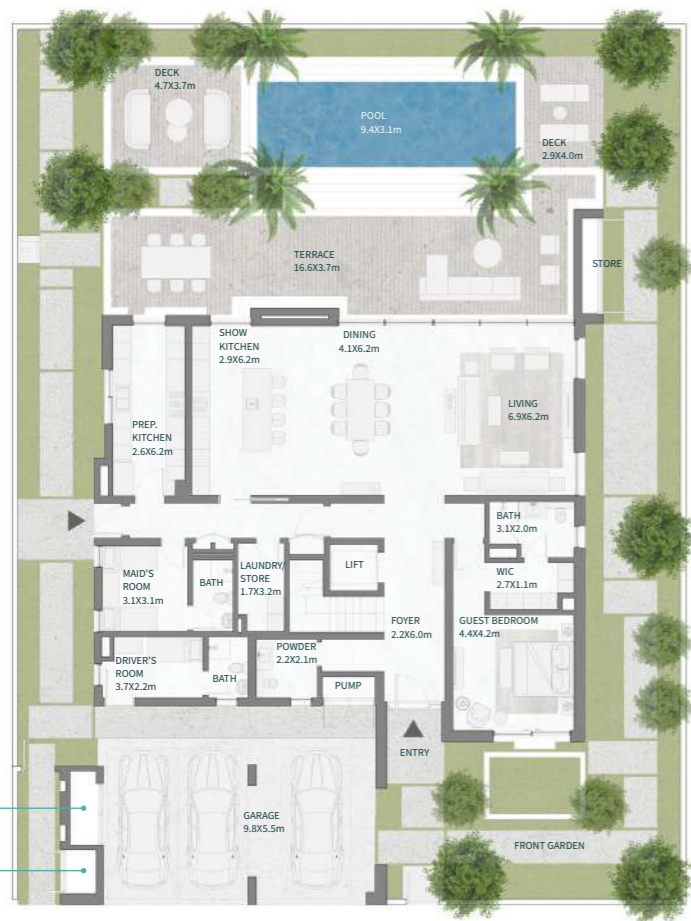 DECK
4.7X3.7m
POOL
9.4X3.1m
DECK
2.9X4.0m
TERRACE
16.6X3.7m
STORE
SHOW
KITCHEN
2.9X6.2m
DINING
4.1X6.2m
LIVING
6.9X6.2m
PREP.
KITCHEN
2.6X6.2m
BATH
3.1X2.0m
MAID'S
ROOM
3.1X3.1m
BATH
LAUNDRY/
STORE
1.7X3.2m
LIFT
WIC
2.7X1.1m
FOYER
2.2X6.0m
GUEST BEDROOM
4.4X4.2m
DRIVER'S
ROOM
3.7X2.2m
BATH
POWDER
2.2X2.1m
PUMP
ENTRY
GARAGE
9.8X5.5m
FRONT GARDEN